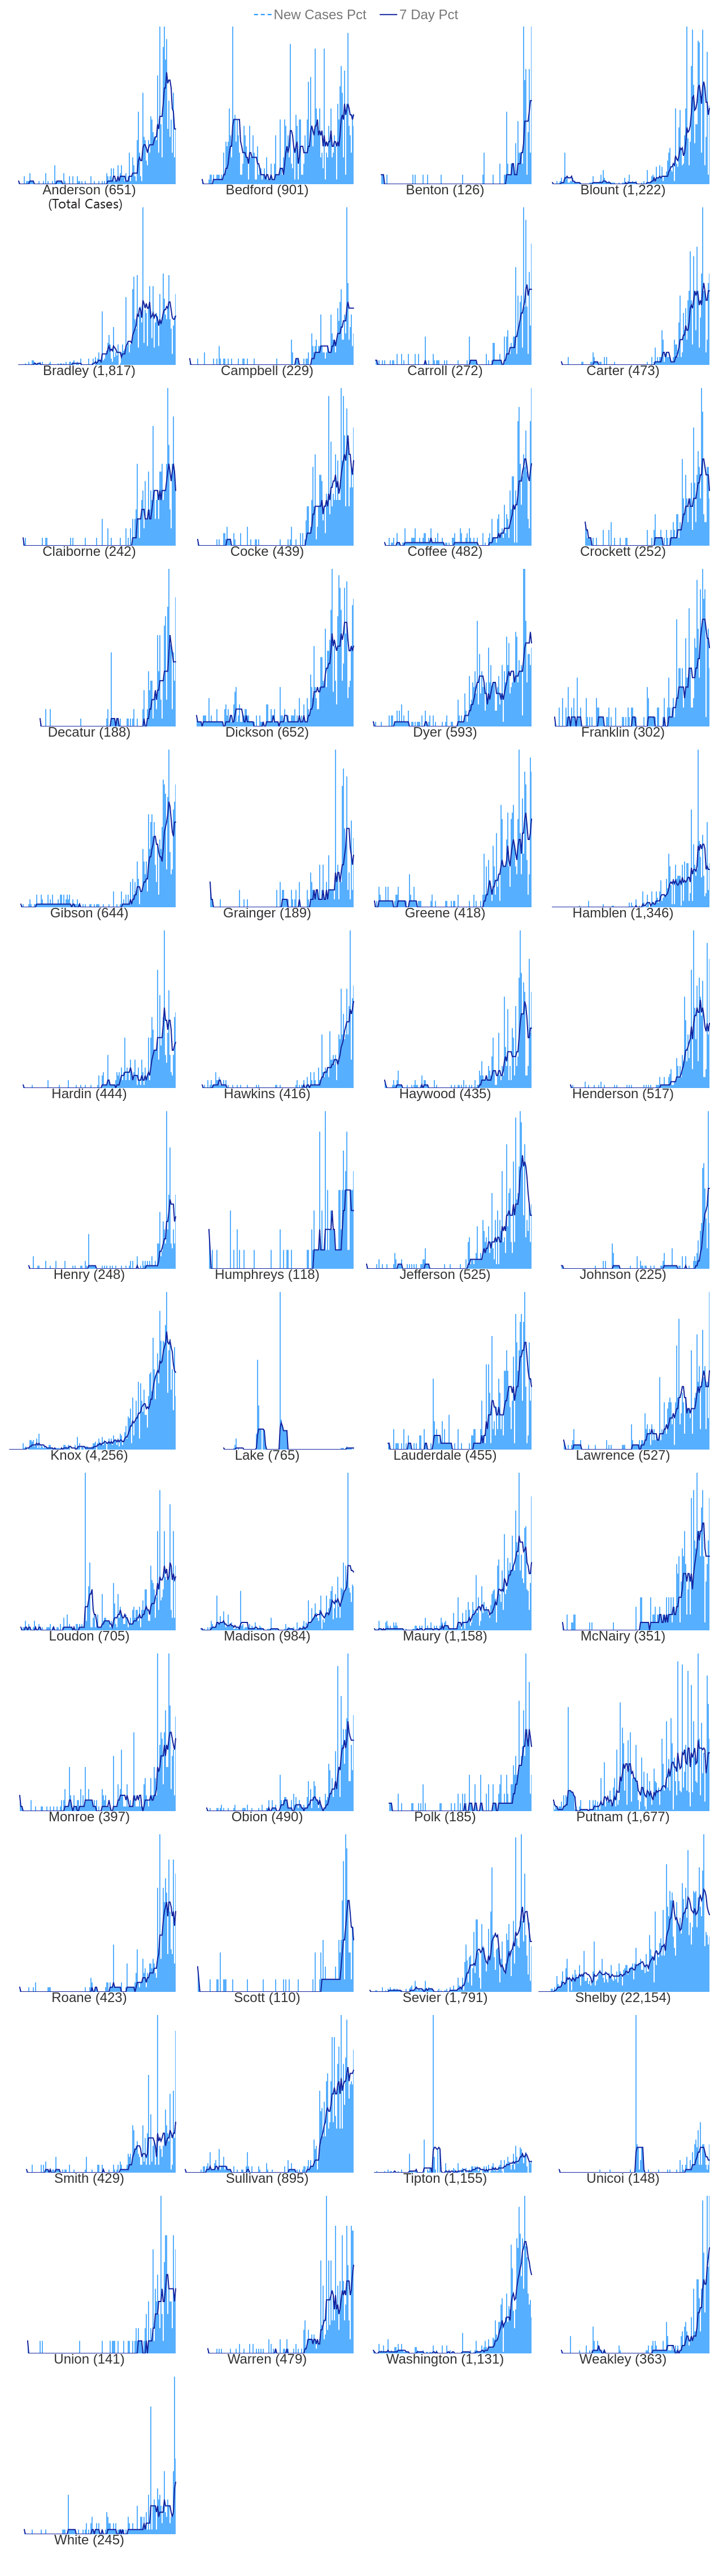 New Cases Pct 7 Day Pct
Anderson (651) Bedford (901) Benton (126) Blount (1,222)
(Total Cases)
Bradley (1,817) Campbell (229) Carroll (272) Carter (473)
Claiborne (242) Cocke (439) Coffee (482) Crockett (252)
Decatur (188) Dickson (652) Dyer (593) Franklin (302)
Gibson (644) Grainger (189) Greene (418) Hamblen (1,346)
Hardin (444) Hawkins (416) Haywood (435) Henderson (517)
Henry (248) Humphreys (118) Jefferson (525) Johnson (225)
Knox (4,256) Lake (765) Lauderdale (455) Lawrence (527)
Loudon (705) Madison (984) Maury (1,158) McNairy (351)
Monroe (397) Obion (490) Polk (185) Putnam (1,677)
Roane (423) Scott (110) Sevier (1,791) Shelby (22,154)
Smith (429) Sullivan (895) Tipton (1,155) Unicoi (148)
Union (141) Warren (479) Washington (1,131) Weakley (363)
White (245)